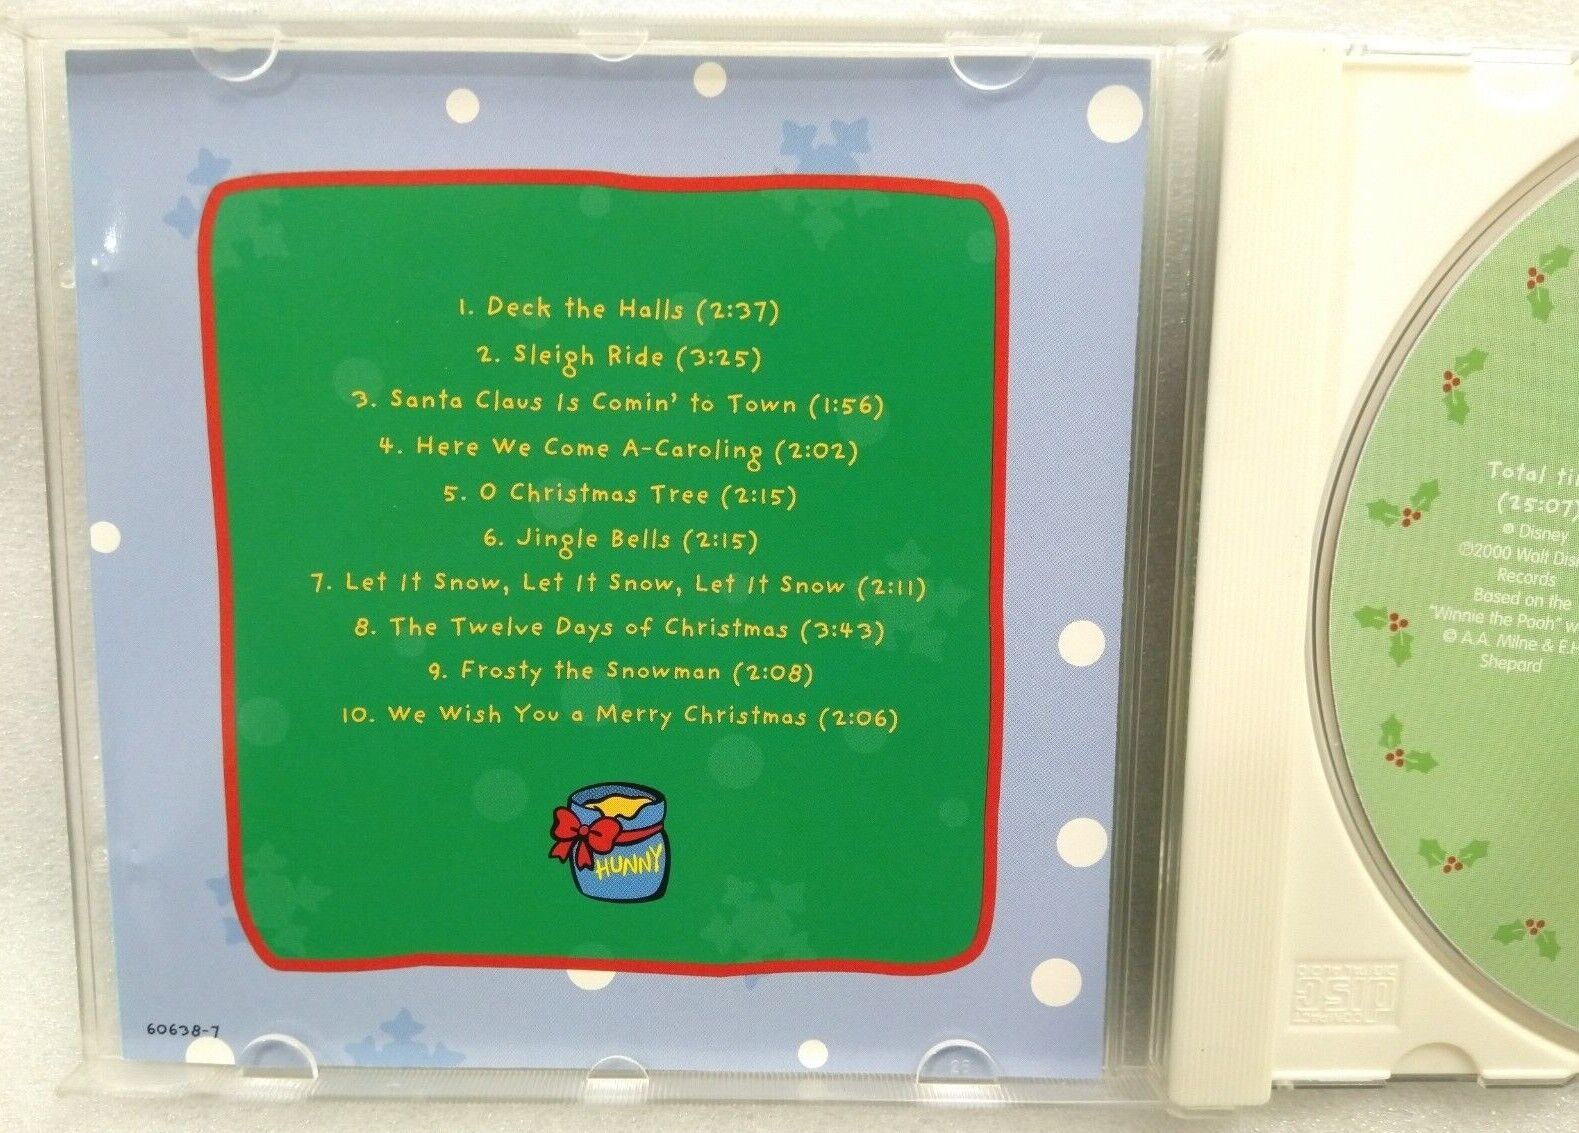 1. Deck the Halls (2:37)
2. Sleigh Ride (3:25)
3. Santa Claus Is Comin' to Town (1:56)
4. Here We Come A-Caroling (2:02)
5. O Christmas Tree (2:15)
6. Jingle Bells (2:15)
7. Let It Snow, Let It Snow, Let It Snow (2:11)
8. The Twelve Days of Christmas (3:43)
9. Frosty the Snowman (2:08)
10. We Wish You a Merry Christmas (2:06)
HUNNY
60638-7
Total
(25:07)
© Disney
℗2000 Walt
Records
Based on the
"Winnie the Pooh"
© A.A. Milne &
Shepard
disc